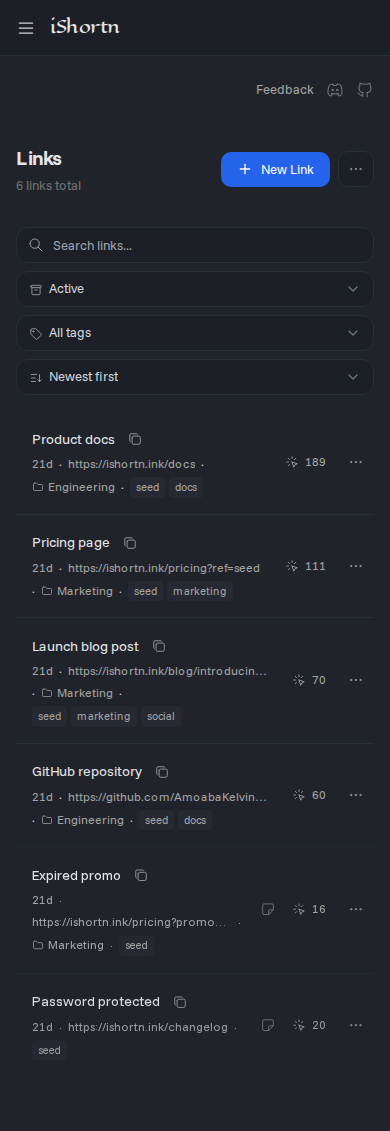 iShortn
Feedback
Links
6 links total
New Link
Search links...
Active
All tags
Newest first
Product docs
21d · https://ishortn.ink/docs ·
Engineering · seed docs
189
Pricing page
21d · https://ishortn.ink/pricing?ref=seed
· Marketing · seed marketing
111
Launch blog post
21d · https://ishortn.ink/blog/introducin...
· Marketing ·
seed marketing social
70
GitHub repository
21d · https://github.com/AmoabaKelvin...
· Engineering · seed docs
60
Expired promo
21d ·
https://ishortn.ink/pricing?promo... ·
Marketing · seed
16
Password protected
21d · https://ishortn.ink/changelog ·
seed
20